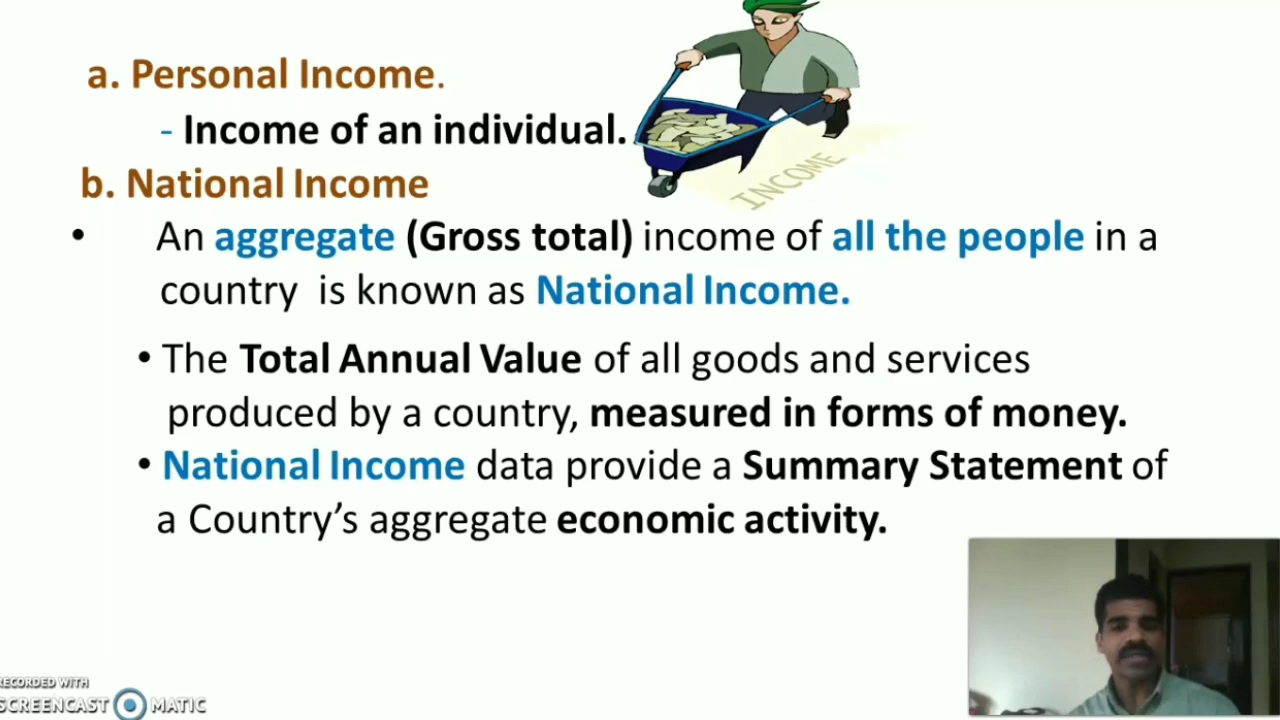 a. Personal Income.
- Income of an individual.
INCOME
b. National Income
• An aggregate (Gross total) income of all the people in a
country is known as National Income.
• The Total Annual Value of all goods and services
produced by a country, measured in forms of money.
• National Income data provide a Summary Statement of
a Country’s aggregate economic activity.
RECORDED WITH
SCREENCAST MATIC